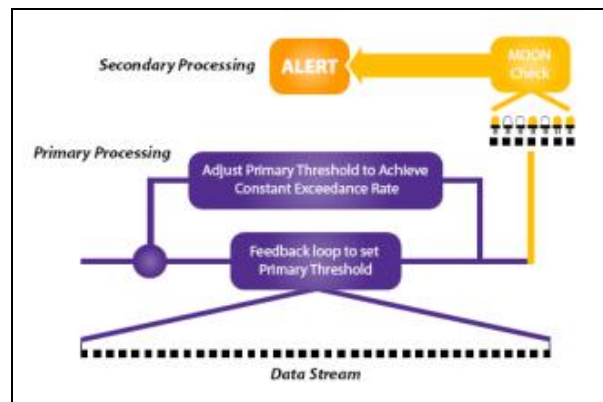 Secondary Processing
ALERT
MOON
Check
Primary Processing
Adjust Primary Threshold to Achieve
Constant Exceedance Rate
Feedback loop to set
Primary Threshold
Data Stream